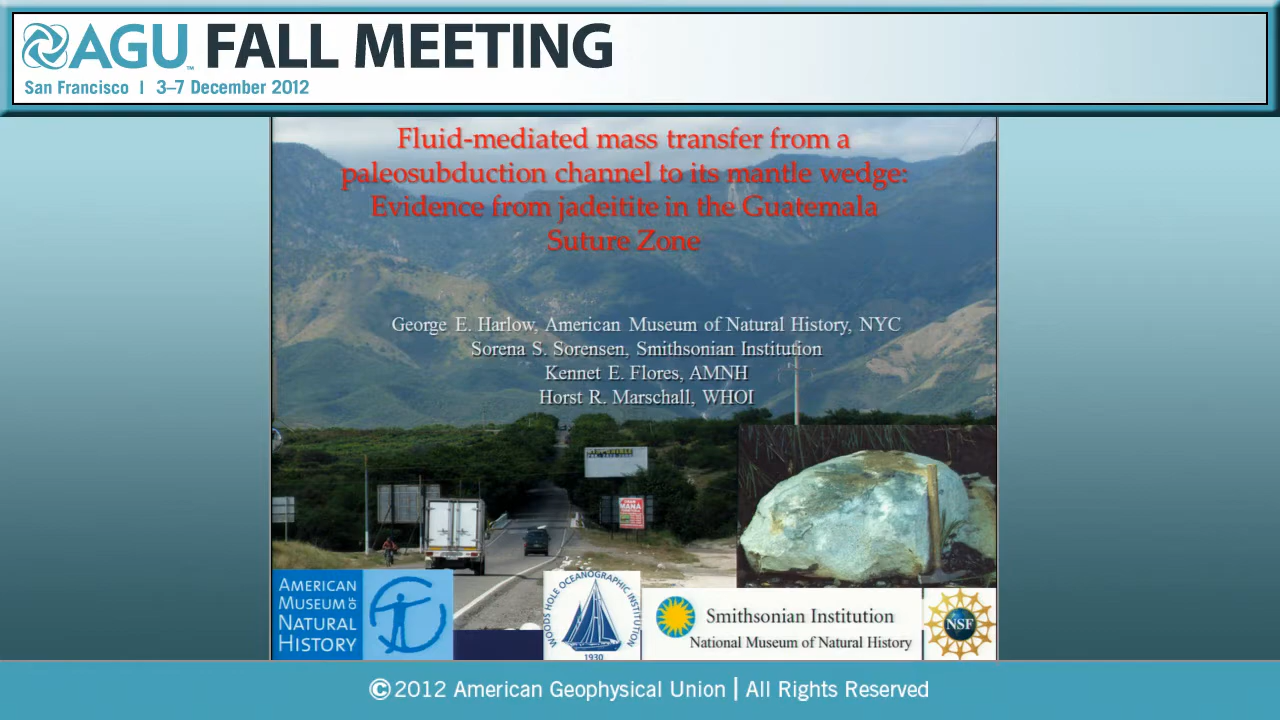 AGU FALL MEETING
San Francisco | 3–7 December 2012
Fluid-mediated mass transfer from a
paleosubduction channel to its mantle wedge:
Evidence from jadeitite in the Guatemala
Suture Zone
George E. Harlow, American Museum of Natural History, NYC
Sorena S. Sorensen, Smithsonian Institution
Kennet E. Flores, AMNH
Horst R. Marschall, WHOI
MANA
AMERICAN
MUSEUM OF
NATURAL
HISTORY
WOODS HOLE OCEANOGRAPHIC INSTITUTION
1930
Smithsonian Institution
National Museum of Natural History
NSF
©2012 American Geophysical Union | All Rights Reserved